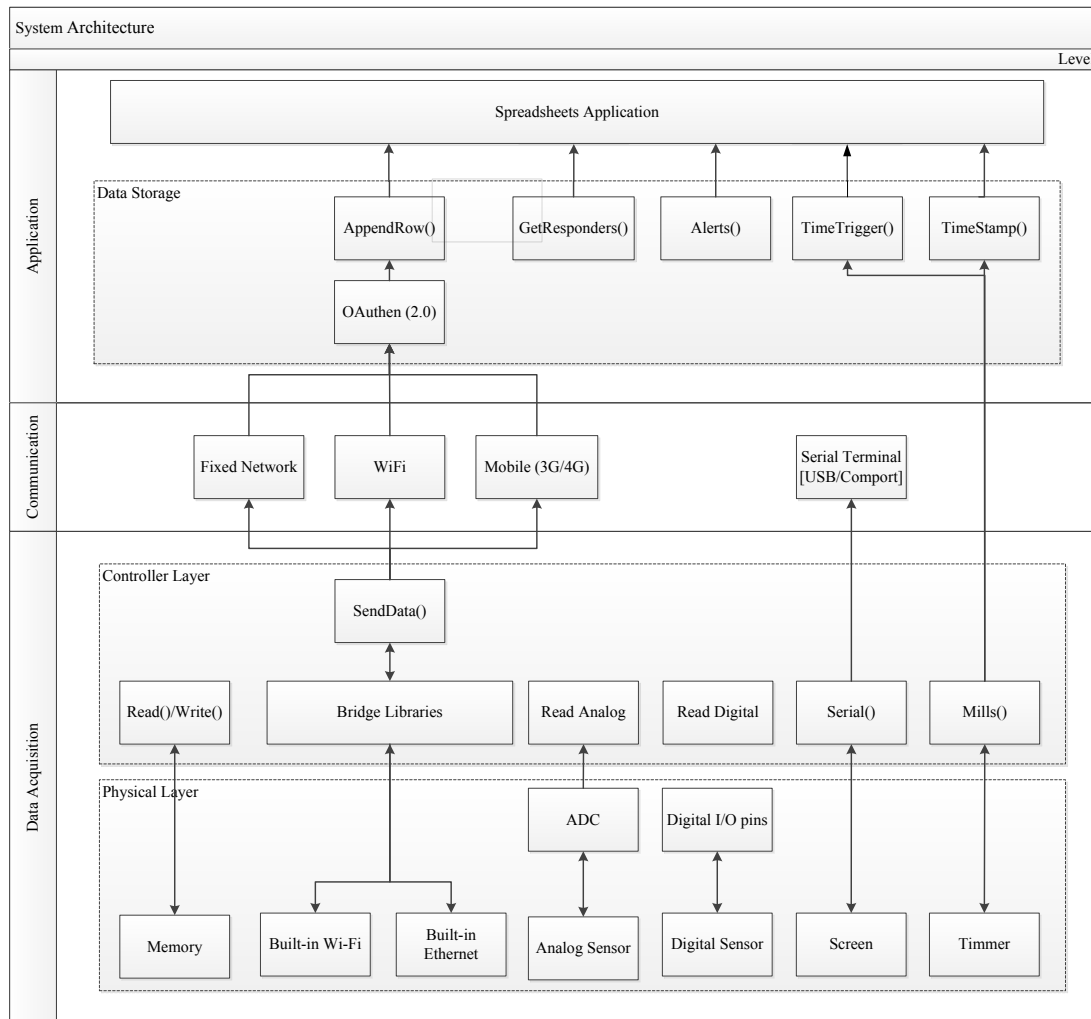 System Architecture
Level
Application
Spreadsheets Application
Data Storage
AppendRow()
GetResponders()
Alerts()
TimeTrigger()
TimeStamp()
OAuthen (2.0)
Communication
Fixed Network
WiFi
Mobile (3G/4G)
Serial Terminal
[USB/Comport]
Data Acquisition
Controller Layer
SendData()
Read()/Write()
Bridge Libraries
Read Analog
Read Digital
Serial()
Mills()
Physical Layer
ADC
Digital I/O pins
Memory
Built-in Wi-Fi
Built-in
Ethernet
Analog Sensor
Digital Sensor
Screen
Timmer